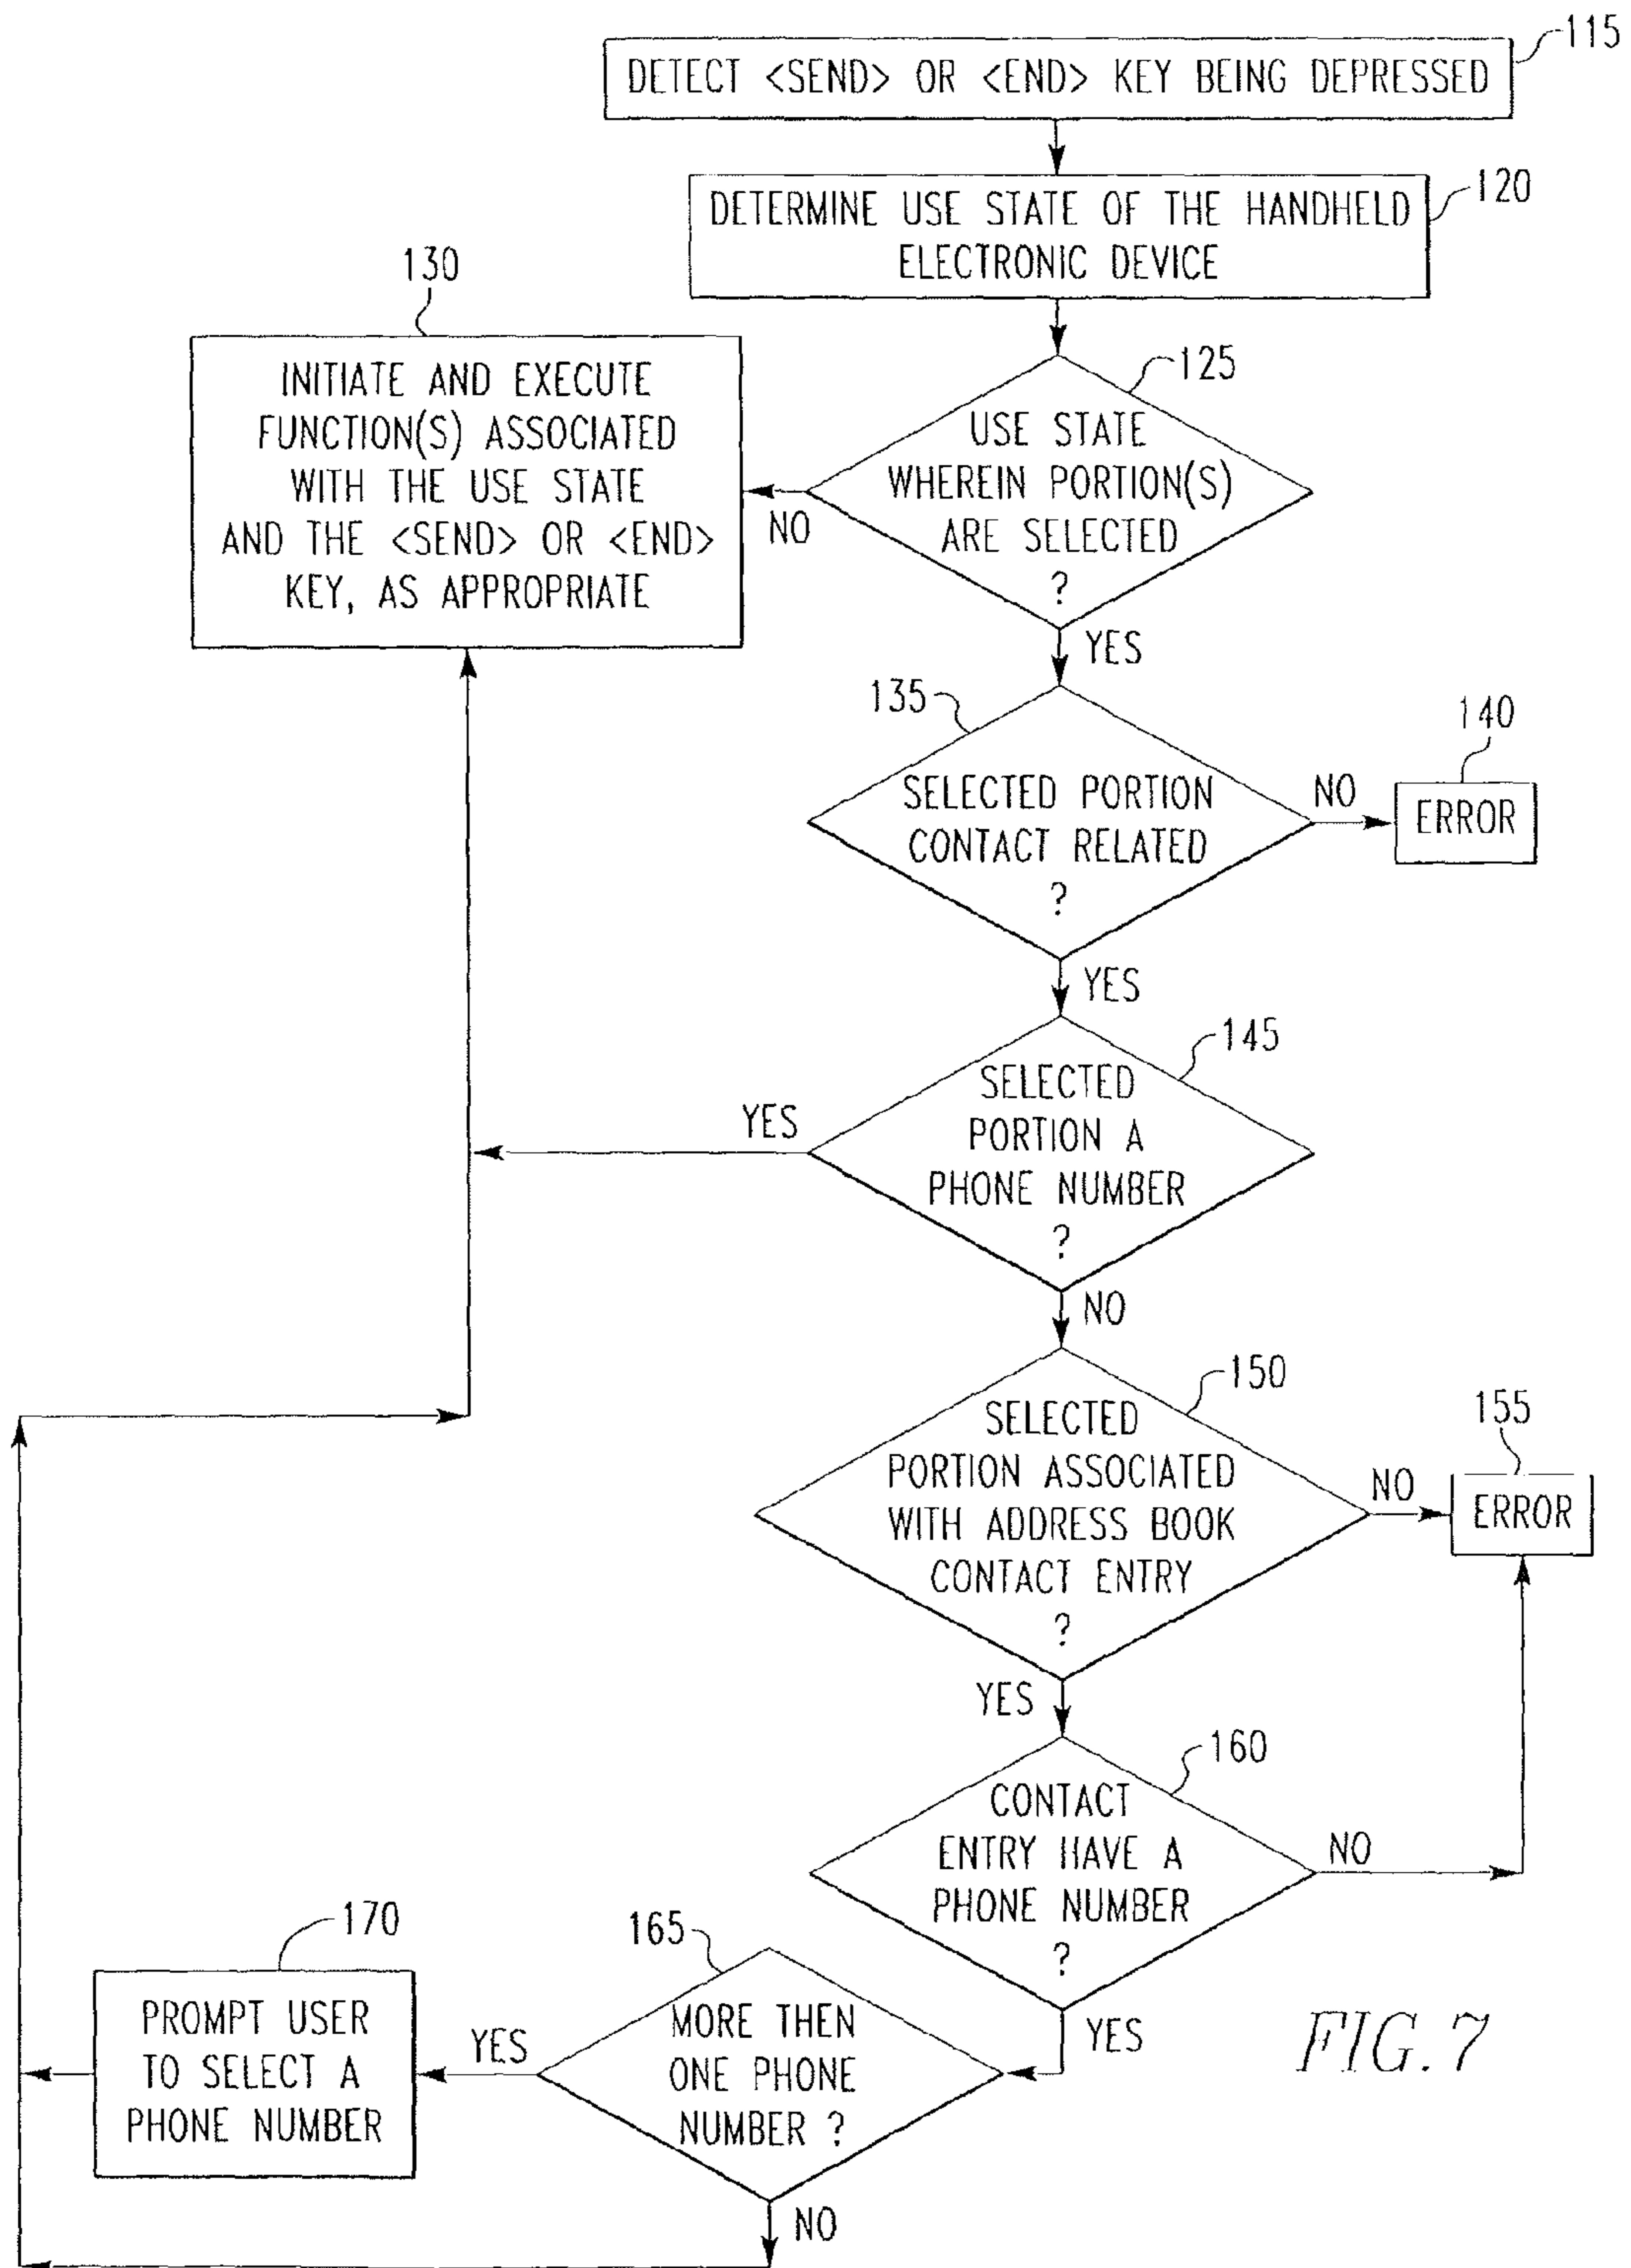 115
DETECT <SEND> OR <END> KEY BEING DEPRESSED
120
DETERMINE USE STATE OF THE HANDHELD
ELECTRONIC DEVICE
130
INITIATE AND EXECUTE
FUNCTION(S) ASSOCIATED
WITH THE USE STATE
AND THE <SEND> OR <END>
KEY, AS APPROPRIATE
125
USE STATE
WHEREIN PORTION(S)
ARE SELECTED
?
NO
YES
135
SELECTED PORTION
CONTACT RELATED
?
NO
140
ERROR
YES
145
SELECTED
PORTION A
PHONE NUMBER
?
YES
NO
150
SELECTED
PORTION ASSOCIATED
WITH ADDRESS BOOK
CONTACT ENTRY
?
NO
155
ERROR
YES
160
CONTACT
ENTRY HAVE A
PHONE NUMBER
?
NO
YES
165
MORE THEN
ONE PHONE
NUMBER ?
YES
170
PROMPT USER
TO SELECT A
PHONE NUMBER
NO
FIG. 7